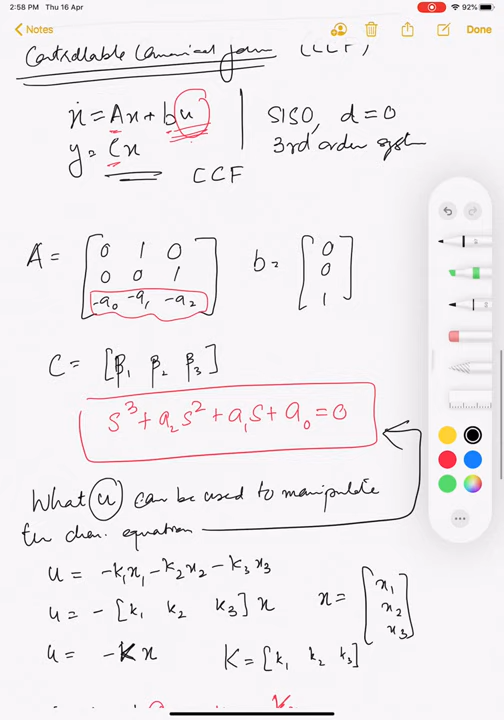 2:58 PM Thu 16 Apr
92%
Notes
Done
Controllable Canonical form (CCF)
ẋ = Ax + bu
SISO, d = 0
y = Cx
3rd order system
CCF
A = [0 1 0
0 0 1
-a₀ -a₁ -a₂]
b = [0
0
1]
C = [β₁ β₂ β₃]
s³ + a₂s² + a₁s + a₀ = 0
What u can be used to manipulate
the char. equation
u = -k₁x₁ - k₂x₂ - k₃x₃
u = - [k₁ k₂ k₃] x
x = [x₁
x₂
x₃]
u = -K x
K = [k₁ k₂ k₃]